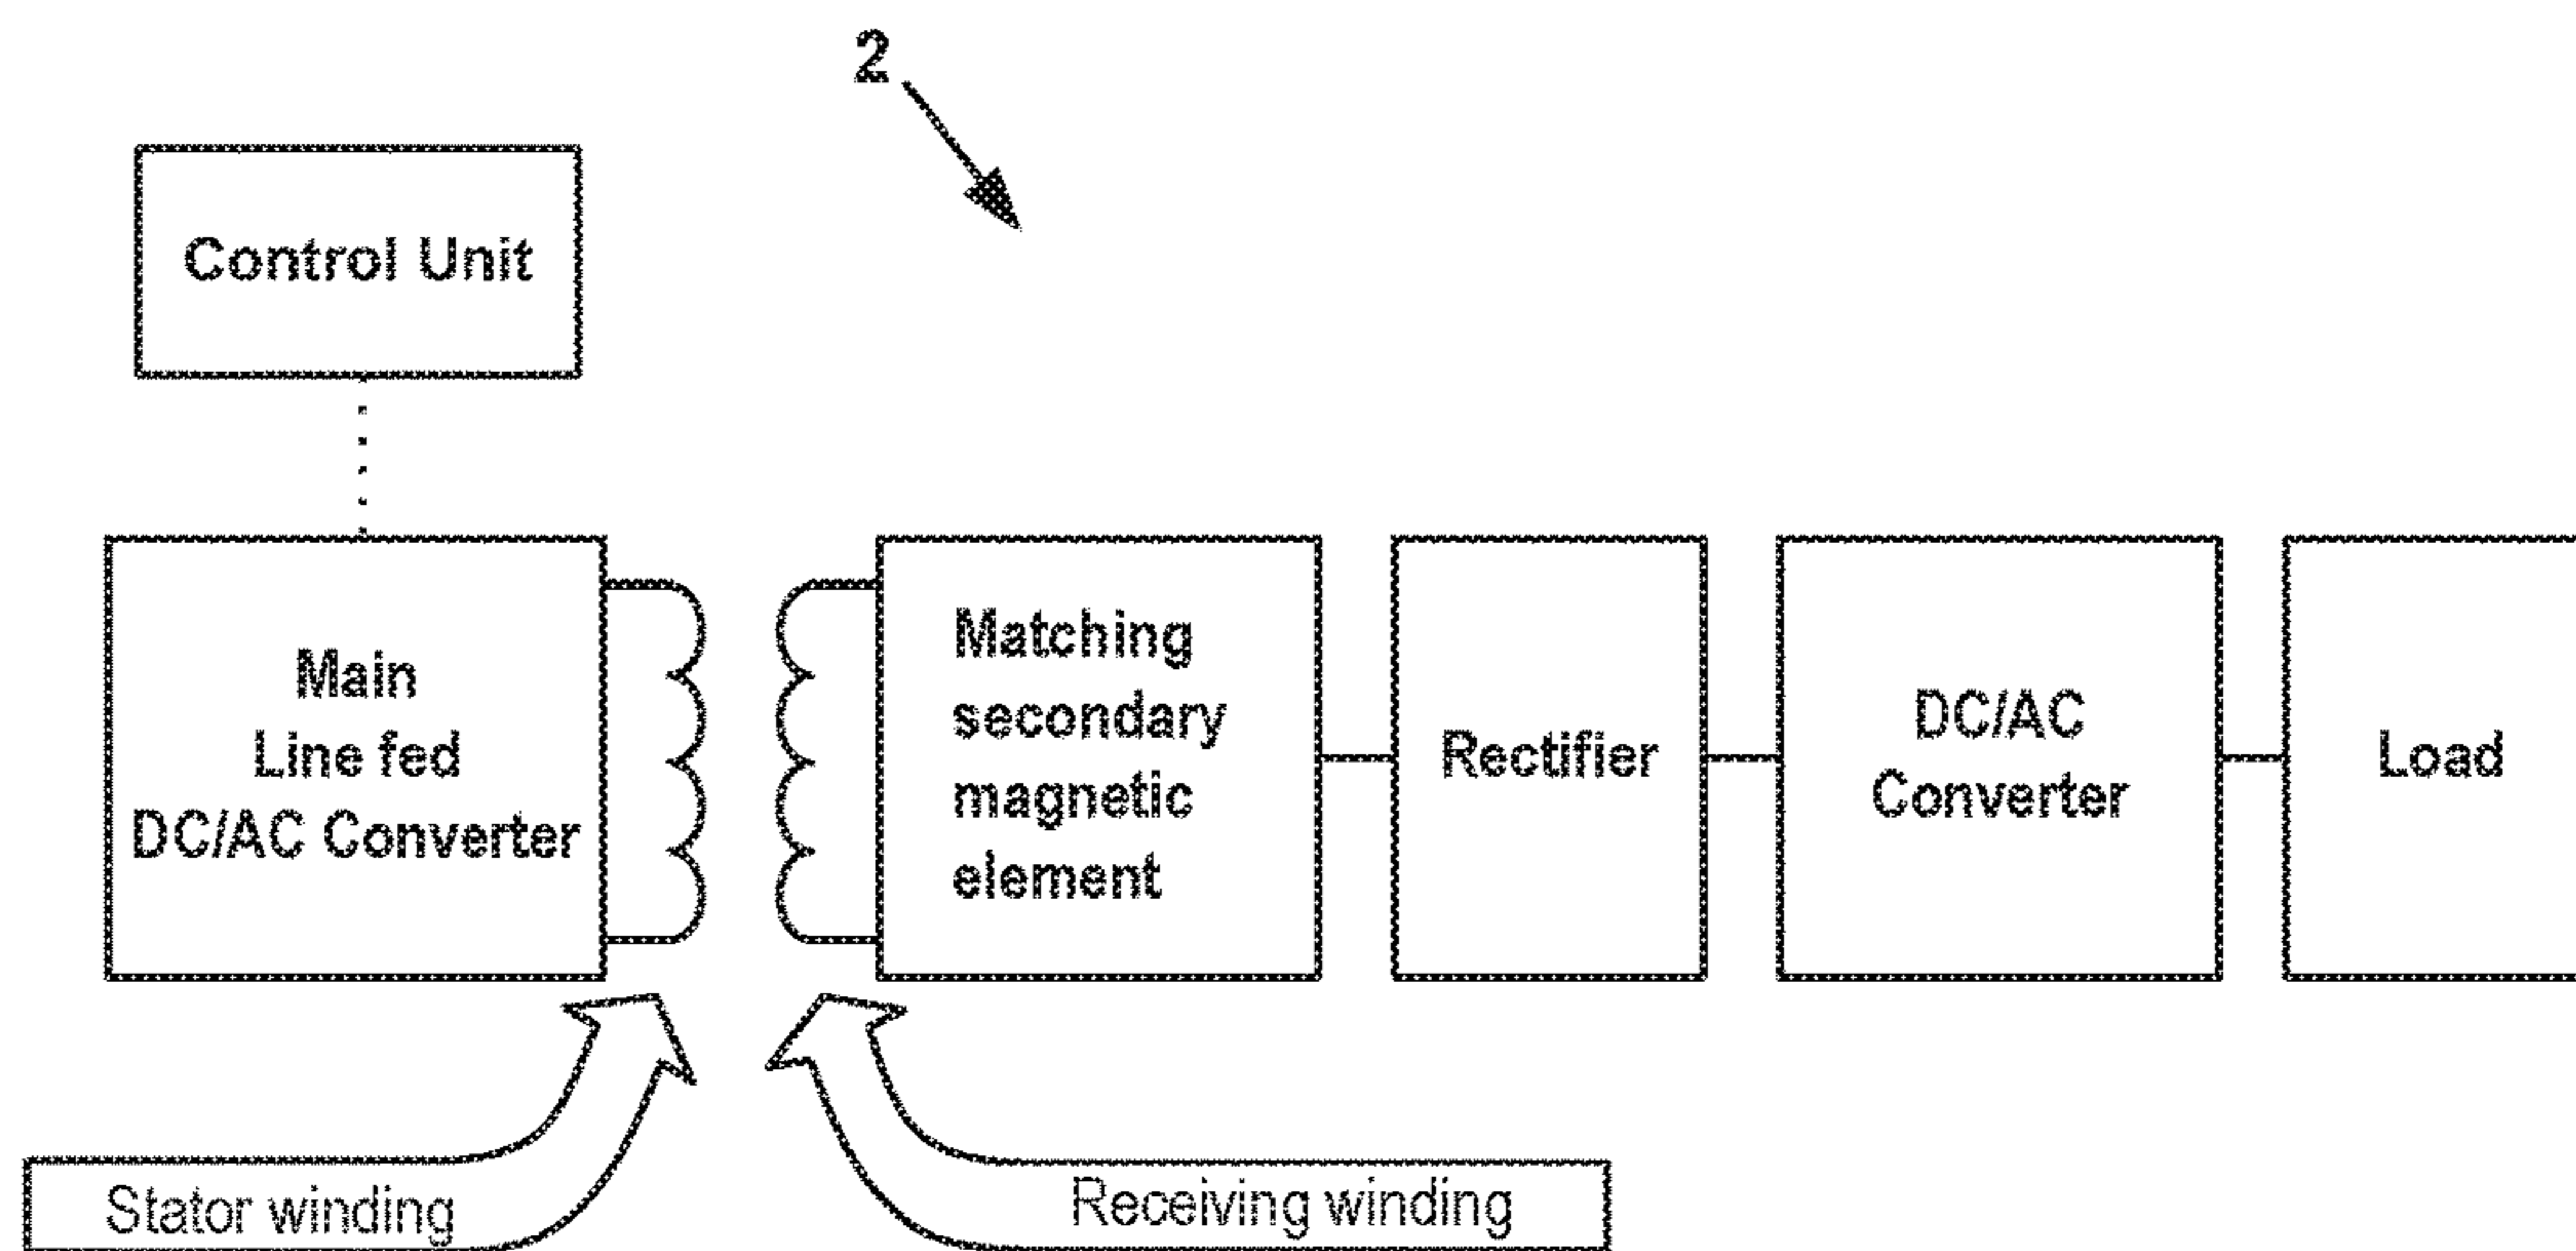 2
Control Unit
Main
Line fed
DC/AC Converter
Matching
secondary
magnetic
element
Rectifier
DC/AC
Converter
Load
Stator winding
Receiving winding